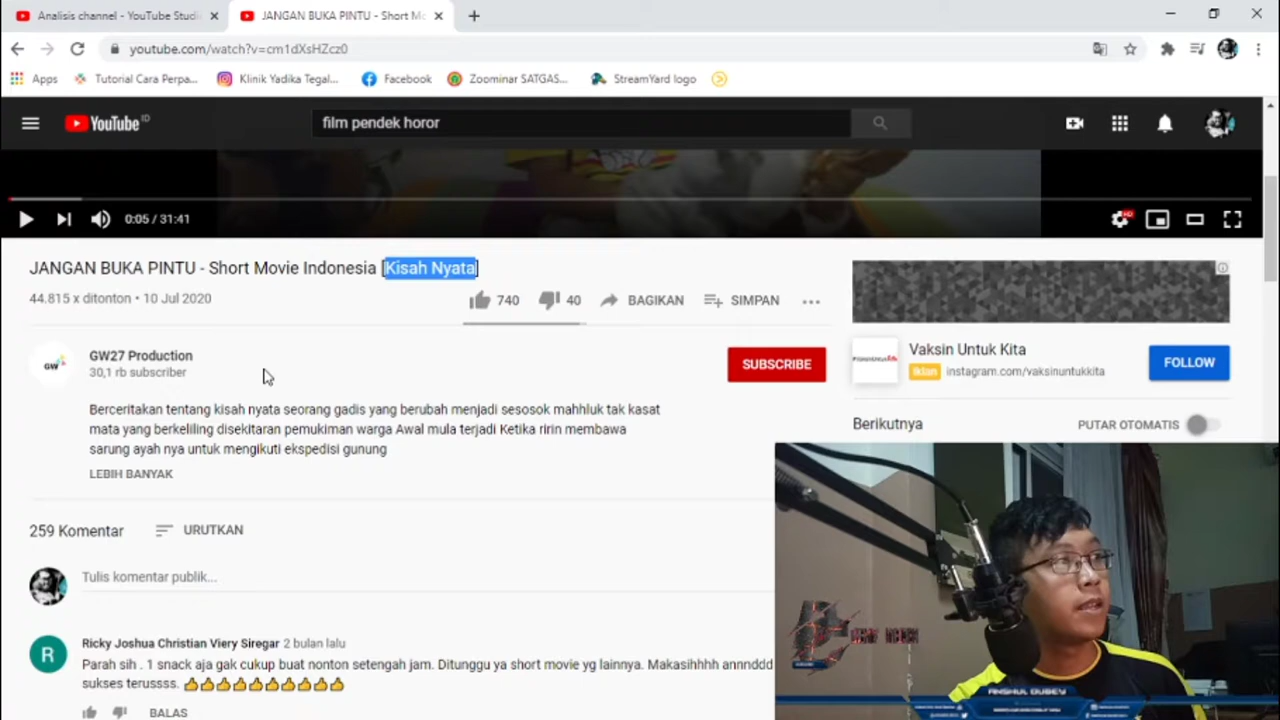 Analisis channel - YouTube Studi
JANGAN BUKA PINTU - Short Mo
youtube.com/watch?v=cm1dXsHZcz0
Apps
Tutorial Cara Perpa...
Klinik Yadika Tegal...
Facebook
Zoominar SATGAS...
StreamYard logo
YouTube ID
film pendek horor
0:05 / 31:41
HD
JANGAN BUKA PINTU - Short Movie Indonesia [Kisah Nyata]
44.815 x ditonton • 10 Jul 2020
740
40
BAGIKAN
SIMPAN
GW
GW27 Production
30,1 rb subscriber
SUBSCRIBE
Berceritakan tentang kisah nyata seorang gadis yang berubah menjadi sesosok mahhluk tak kasat
mata yang berkeliling disekitaran pemukiman warga Awal mula terjadi Ketika ririn membawa
sarung ayah nya untuk mengikuti ekspedisi gunung
LEBIH BANYAK
Vaksin Untuk Kita
Iklan instagram.com/vaksinuntukkita
FOLLOW
Berikutnya
PUTAR OTOMATIS
259 Komentar
URUTKAN
Tulis komentar publik...
R
Ricky Joshua Christian Viery Siregar 2 bulan lalu
Parah sih . 1 snack aja gak cukup buat nonton setengah jam. Ditunggu ya short movie yg lainnya. Makasihhhh annnddd
sukses terussss. 👍👍👍👍👍👍👍👍👍👍
BALAS
ANSHUL DUBEY